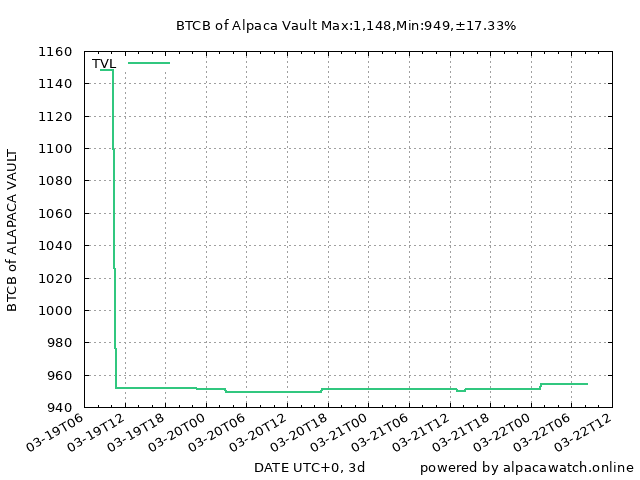 BTCB of Alpaca Vault Max:1,148,Min:949,±17.33%
TVL
BTCB of ALAPACA VAULT
1160
1140
1120
1100
1080
1060
1040
1020
1000
980
960
940
03-19T06
03-19T12
03-19T18
03-20T00
03-20T06
03-20T12
03-20T18
03-21T00
03-21T06
03-21T12
03-21T18
03-22T00
03-22T06
03-22T12
DATE UTC+0, 3d
powered by alpacawatch.online